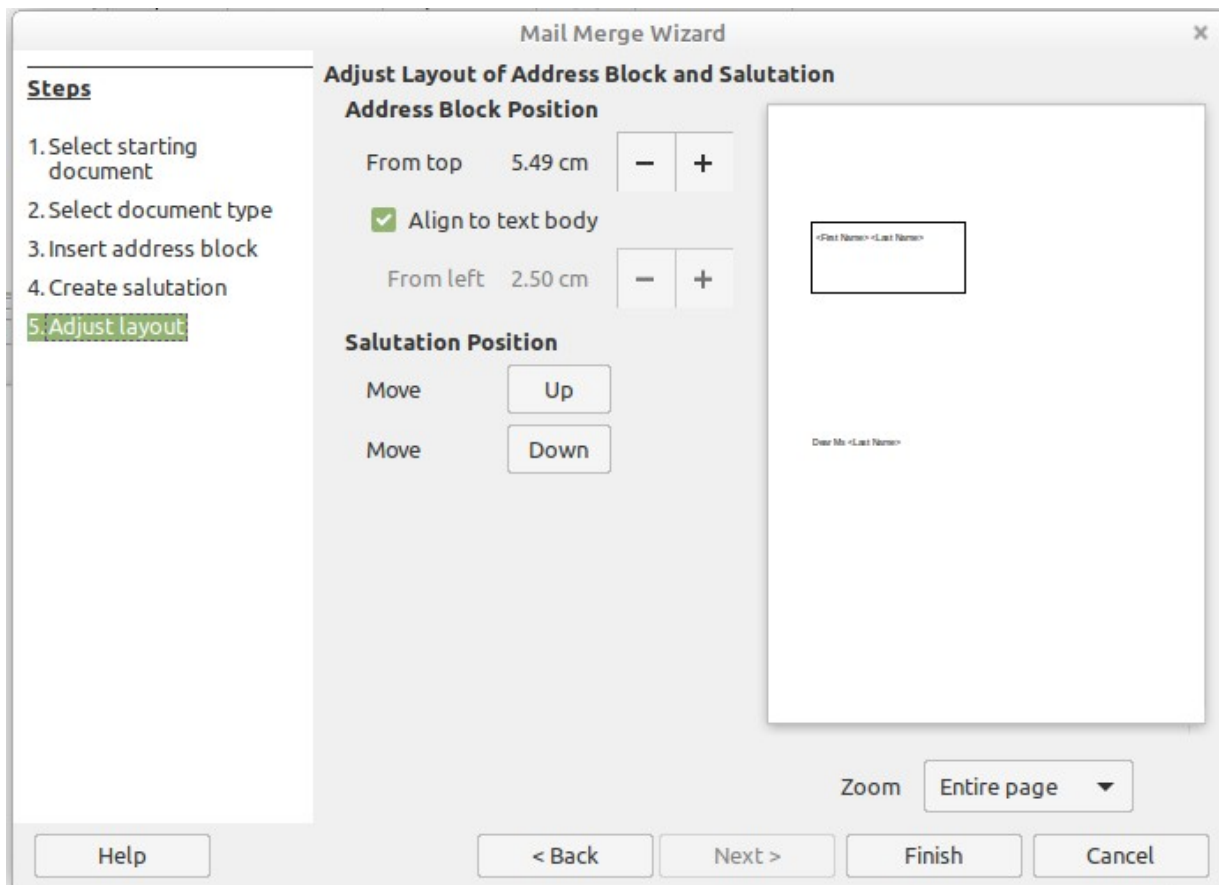 Mail Merge Wizard
Steps
1. Select starting
document
2. Select document type
3. Insert address block
4. Create salutation
5. Adjust layout
Adjust Layout of Address Block and Salutation
Address Block Position
From top 5.49 cm − +
Align to text body
From left 2.50 cm − +
Salutation Position
Move Up
Move Down
<First Name> <Last Name>
Dear Ms <Last Name>
Zoom Entire page
Help < Back Next > Finish Cancel